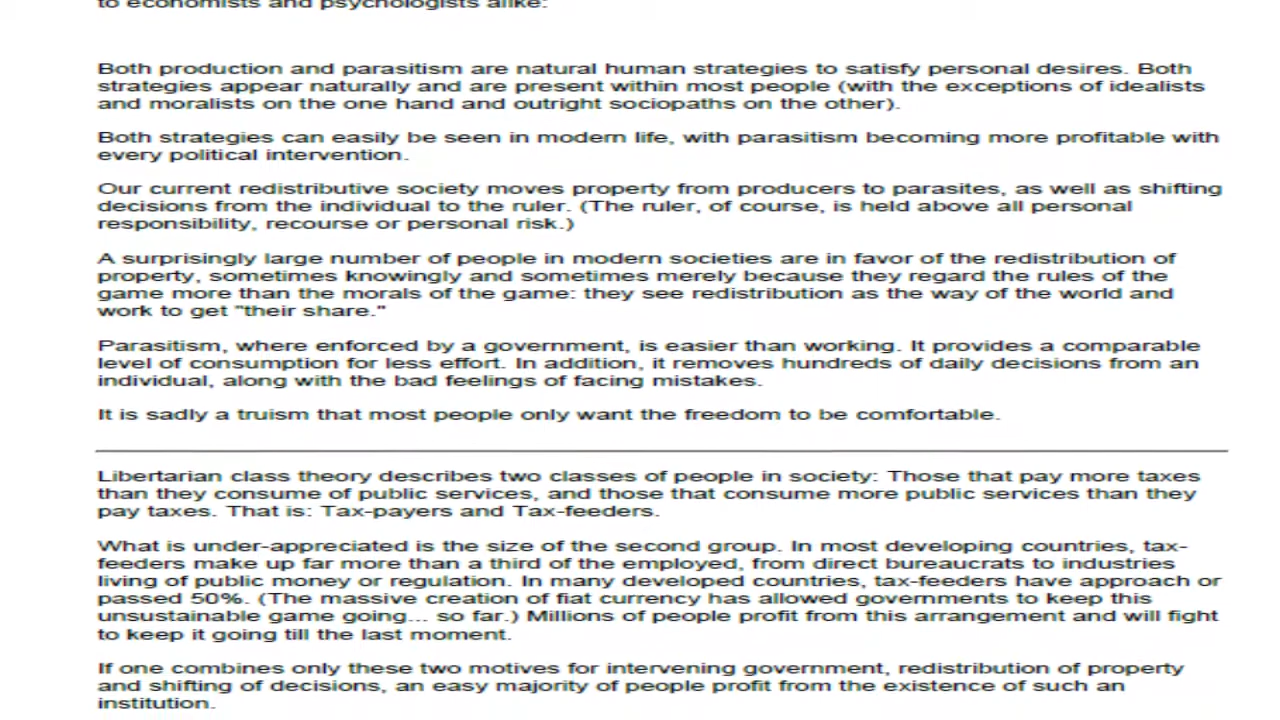 to economists and psychologists alike:
Both production and parasitism are natural human strategies to satisfy personal desires. Both
strategies appear naturally and are present within most people (with the exceptions of idealists
and moralists on the one hand and outright sociopaths on the other).
Both strategies can easily be seen in modern life, with parasitism becoming more profitable with
every political intervention.
Our current redistributive society moves property from producers to parasites, as well as shifting
decisions from the individual to the ruler. (The ruler, of course, is held above all personal
responsibility, recourse or personal risk.)
A surprisingly large number of people in modern societies are in favor of the redistribution of
property, sometimes knowingly and sometimes merely because they regard the rules of the
game more than the morals of the game: they see redistribution as the way of the world and
work to get "their share."
Parasitism, where enforced by a government, is easier than working. It provides a comparable
level of consumption for less effort. In addition, it removes hundreds of daily decisions from an
individual, along with the bad feelings of facing mistakes.
It is sadly a truism that most people only want the freedom to be comfortable.
Libertarian class theory describes two classes of people in society: Those that pay more taxes
than they consume of public services, and those that consume more public services than they
pay taxes. That is: Tax-payers and Tax-feeders.
What is under-appreciated is the size of the second group. In most developing countries, tax-
feeders make up far more than a third of the employed, from direct bureaucrats to industries
living of public money or regulation. In many developed countries, tax-feeders have approach or
passed 50%. (The massive creation of fiat currency has allowed governments to keep this
unsustainable game going... so far.) Millions of people profit from this arrangement and will fight
to keep it going till the last moment.
If one combines only these two motives for intervening government, redistribution of property
and shifting of decisions, an easy majority of people profit from the existence of such an
institution.